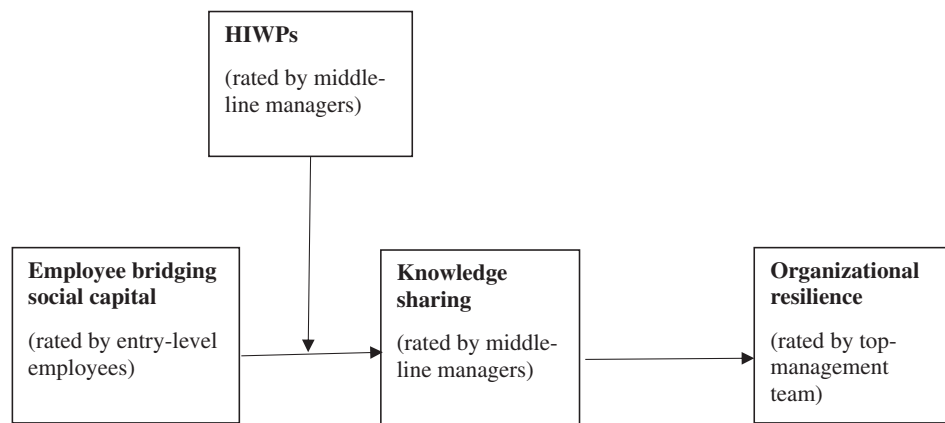 HIWPs
(rated by middle-
line managers)
Employee bridging
social capital
(rated by entry-level
employees)
Knowledge
sharing
(rated by middle-
line managers)
Organizational
resilience
(rated by top-
management
team)